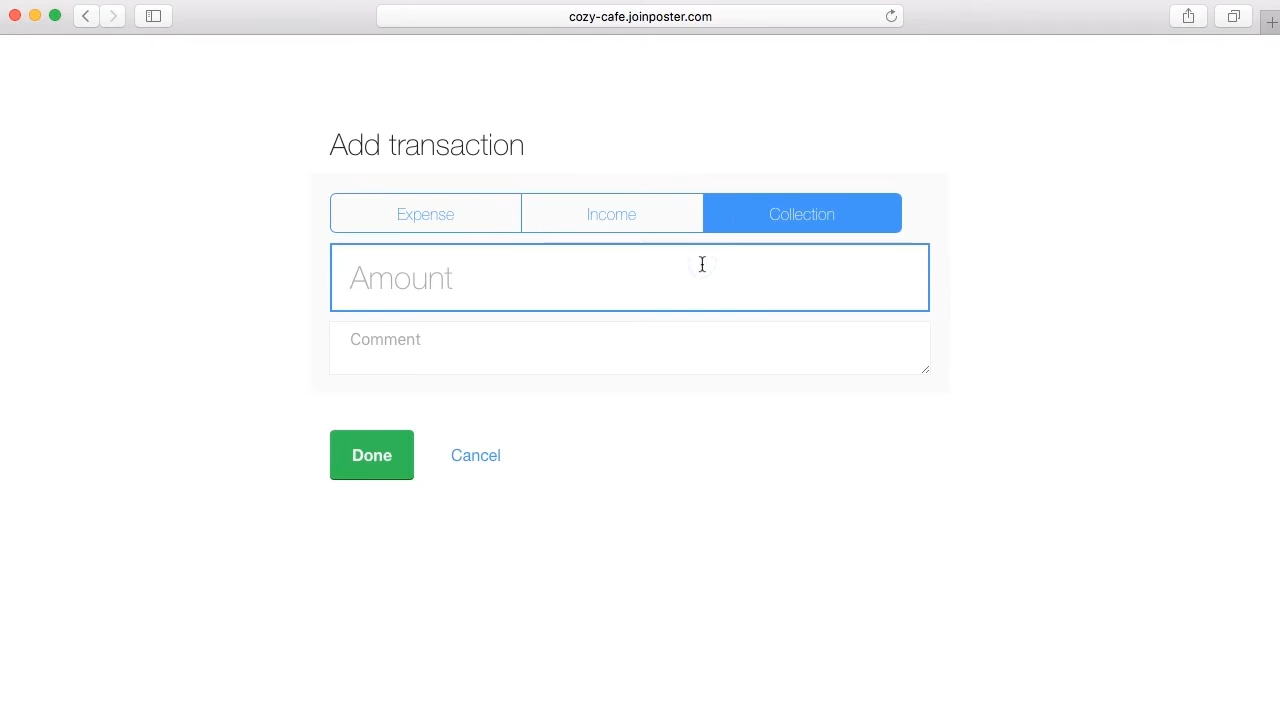 cozy-cafe.joinposter.com
Add transaction
Expense Income Collection
Amount
Comment
Done Cancel